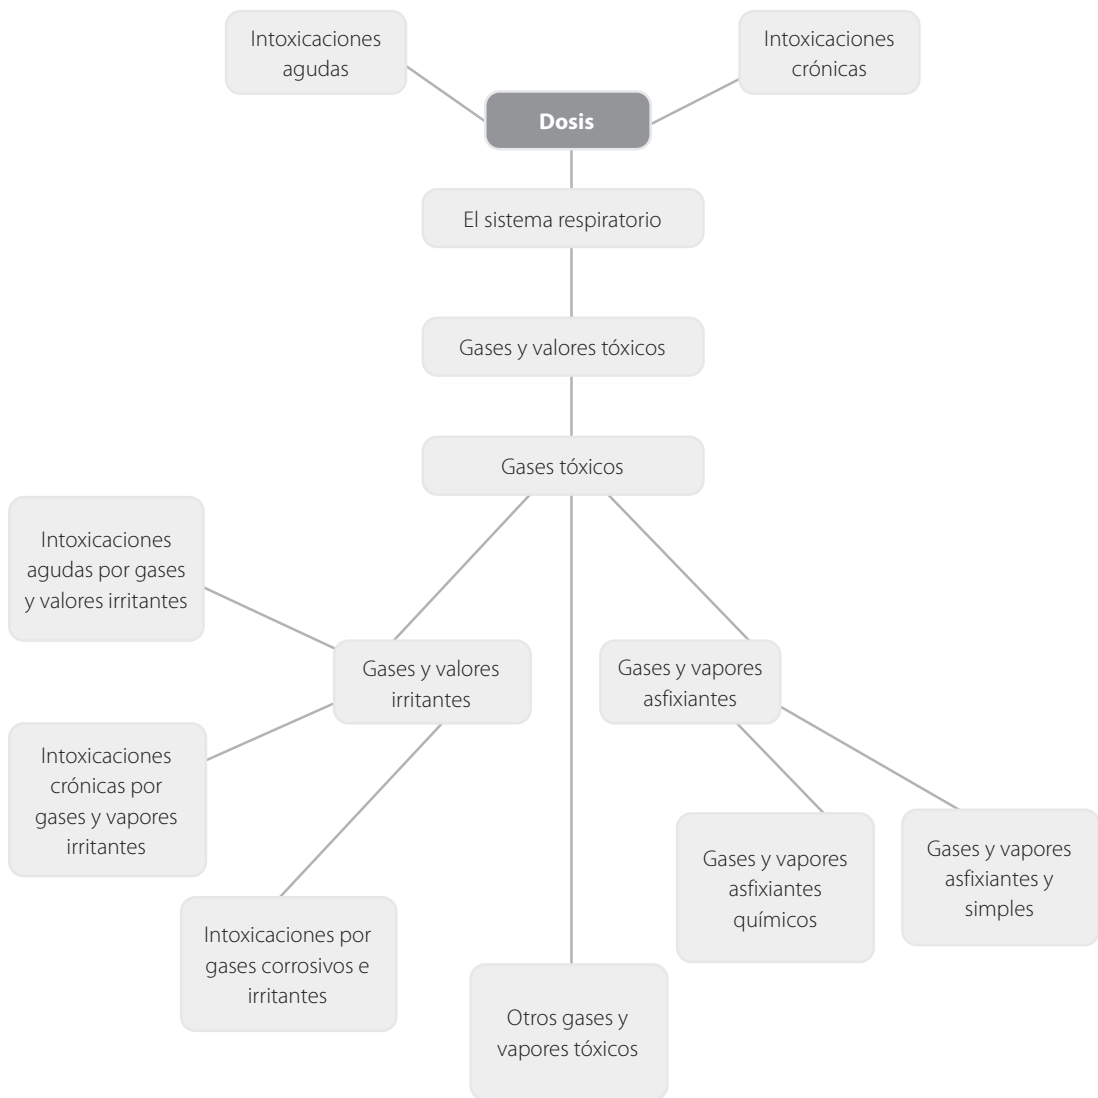 Intoxicaciones
agudas
Intoxicaciones
crónicas
Dosis
El sistema respiratorio
Gases y valores tóxicos
Gases tóxicos
Intoxicaciones
agudas por gases
y valores irritantes
Gases y valores
irritantes
Gases y vapores
asfixiantes
Intoxicaciones
crónicas por
gases y vapores
irritantes
Gases y vapores
asfixiantes
químicos
Gases y vapores
asfixiantes y
simples
Intoxicaciones por
gases corrosivos e
irritantes
Otros gases y
vapores tóxicos